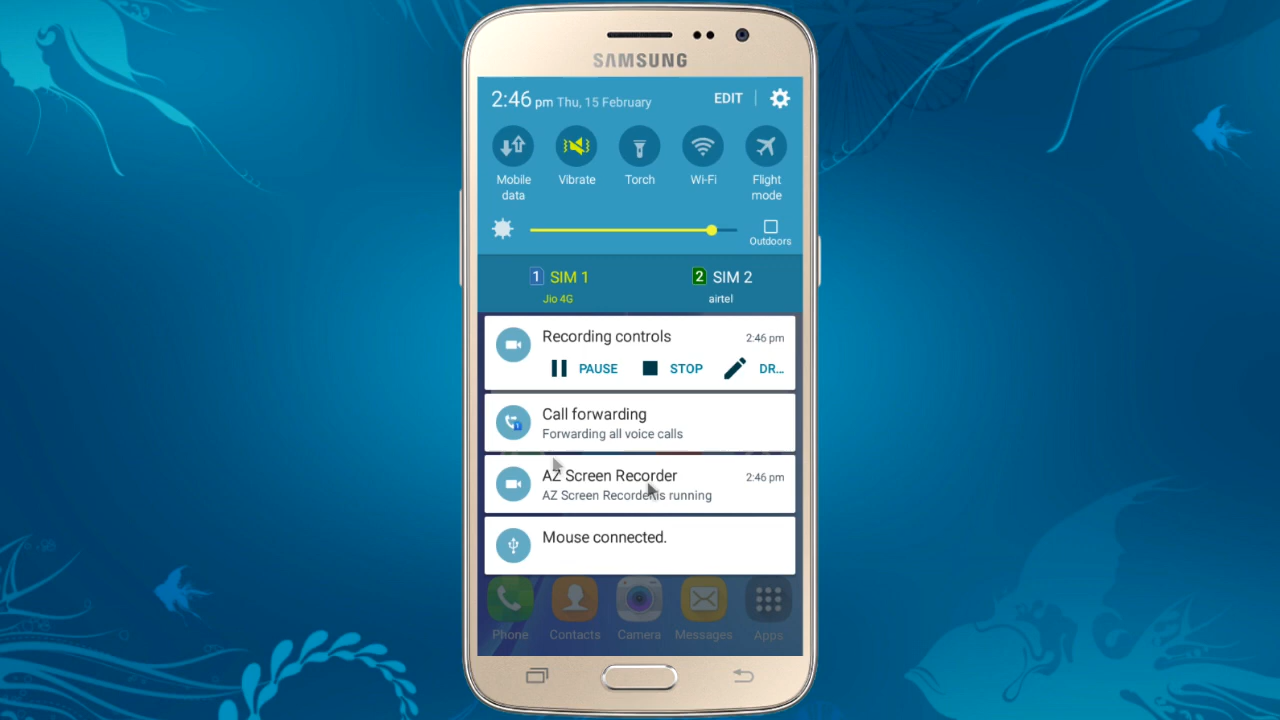 SAMSUNG
2:46 pm Thu, 15 February EDIT
Mobile data Vibrate Torch Wi-Fi Flight mode
Outdoors
1 SIM 1 2 SIM 2
Jio 4G airtel
Recording controls 2:46 pm
PAUSE STOP DR...
Call forwarding
Forwarding all voice calls
AZ Screen Recorder 2:46 pm
AZ Screen Recorder is running
Mouse connected.
Phone Contacts Camera Messages Apps